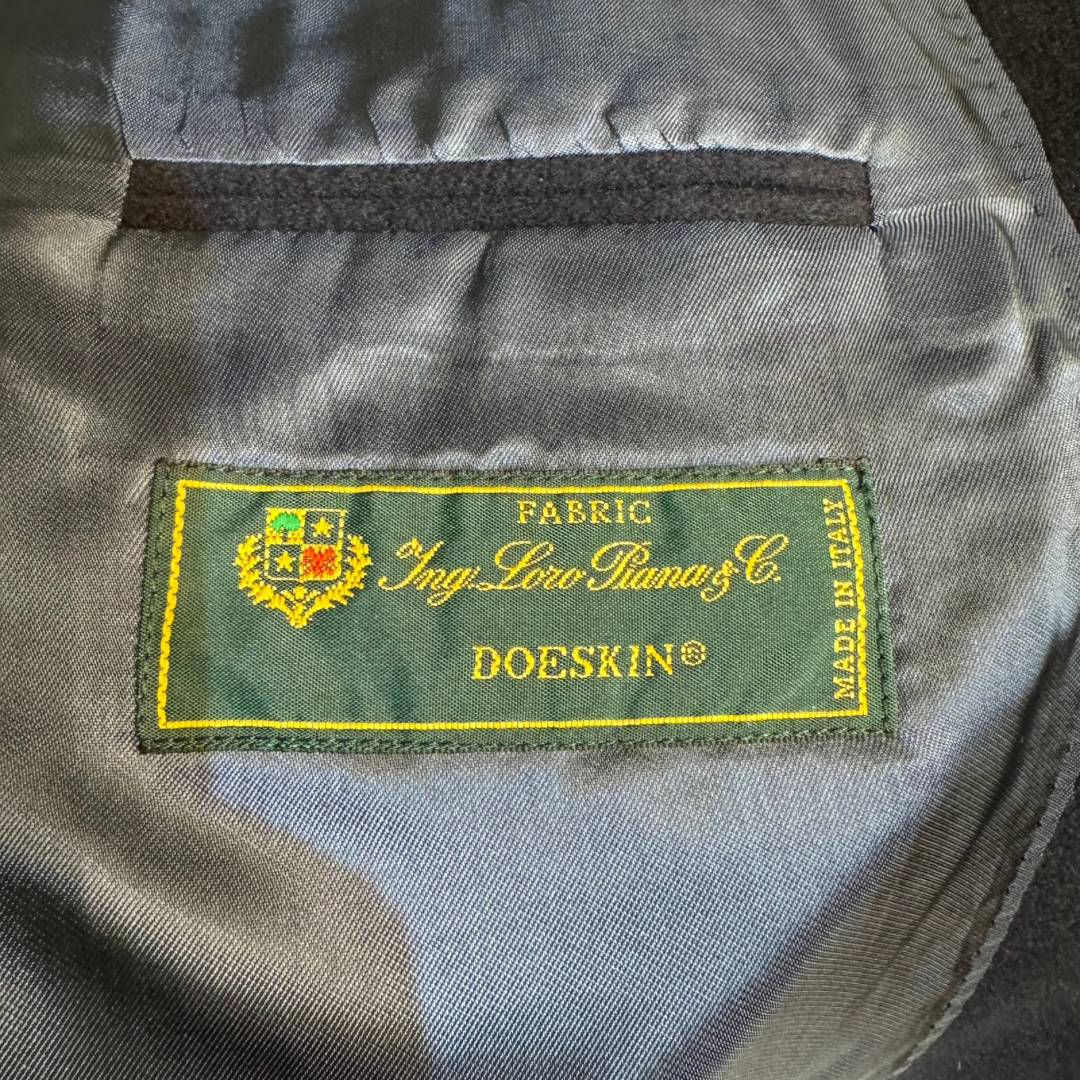 FABRIC
Ing. Loro Piana & C.
DOESKIN®
MADE IN ITALY